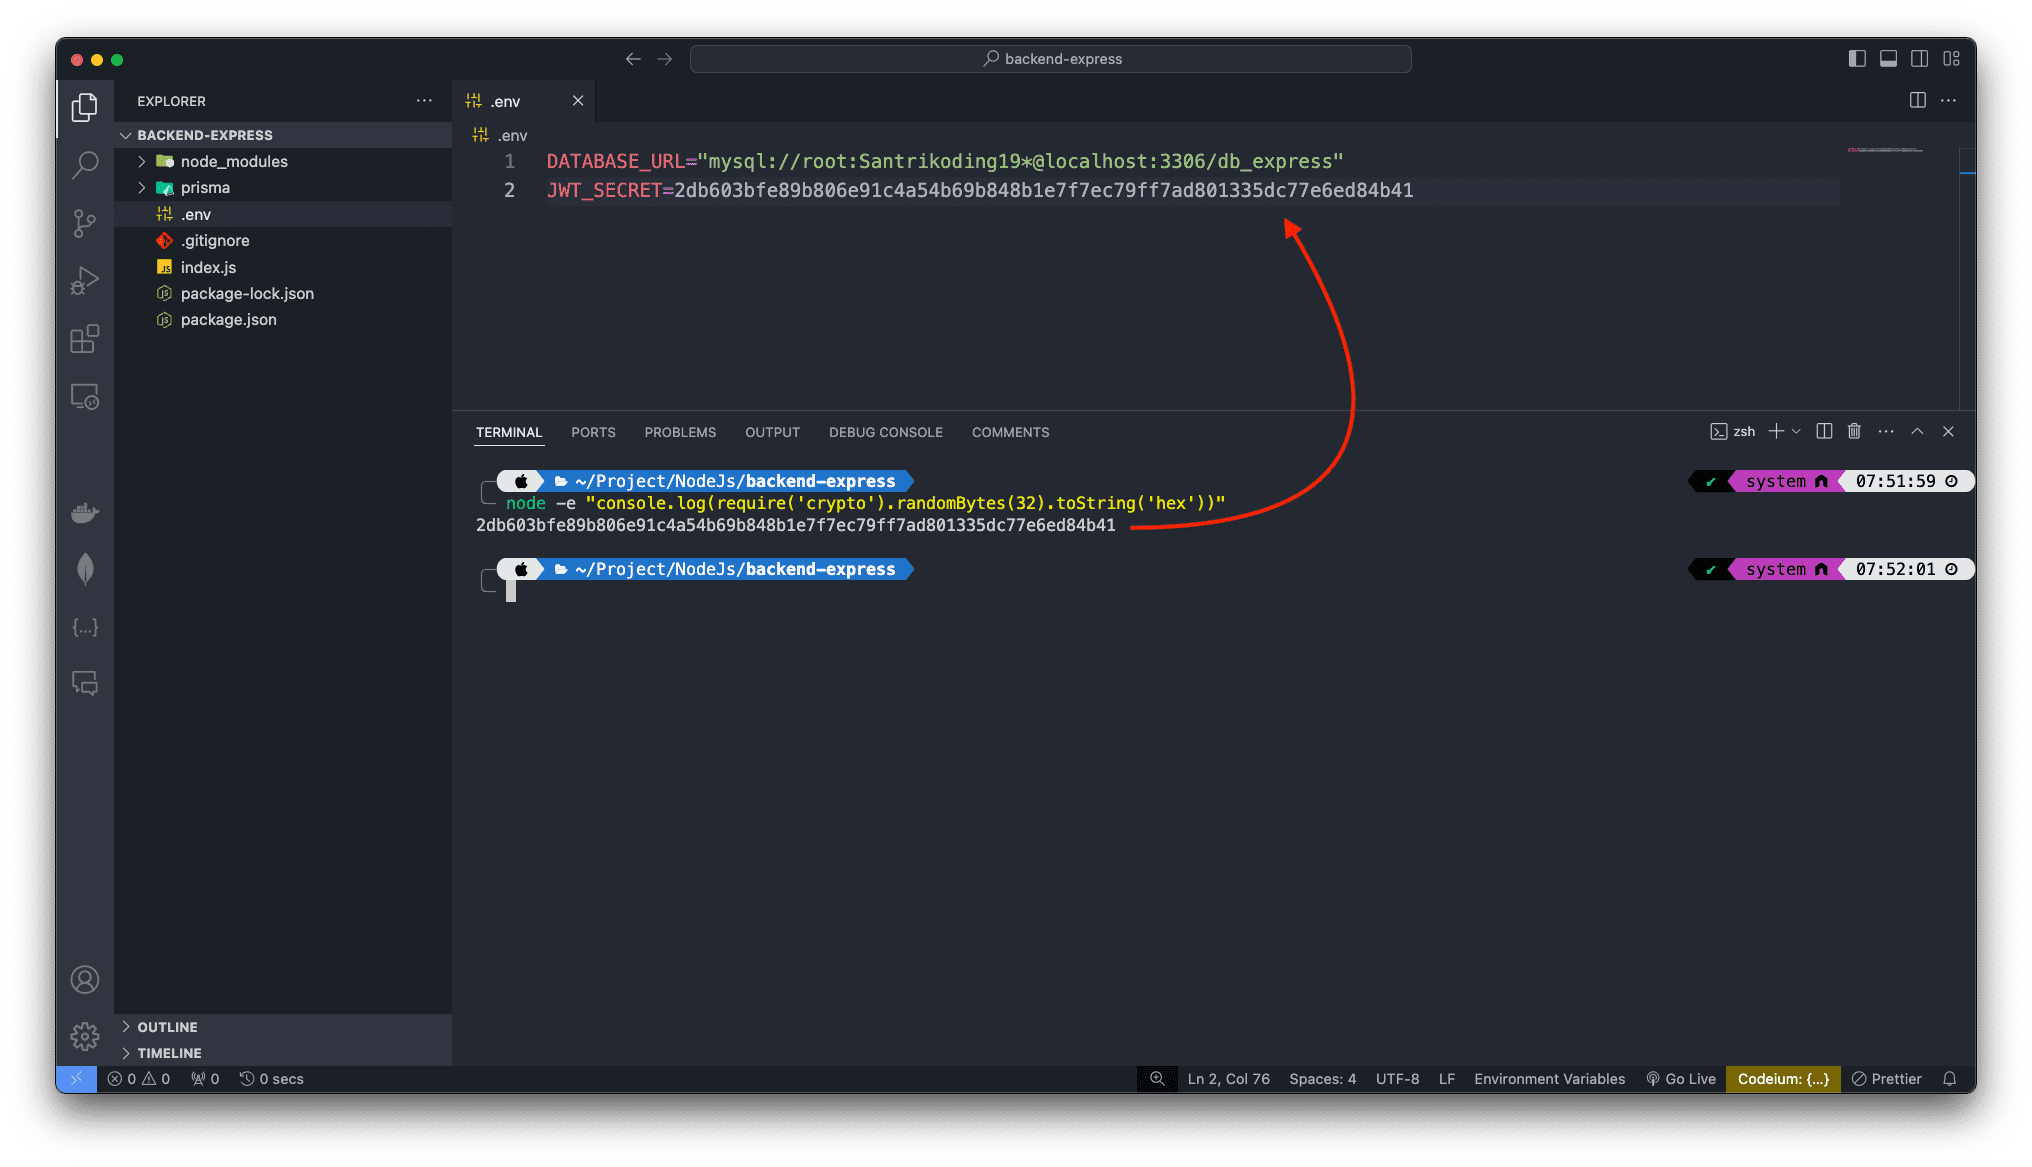 backend-express
EXPLORER
BACKEND-EXPRESS
node_modules
prisma
.env
.gitignore
index.js
package-lock.json
package.json
OUTLINE
TIMELINE
.env
.env
1 DATABASE_URL="mysql://root:Santrikoding19*@localhost:3306/db_express"
2 JWT_SECRET=2db603bfe89b806e91c4a54b69b848b1e7f7ec79ff7ad801335dc77e6ed84b41
TERMINAL PORTS PROBLEMS OUTPUT DEBUG CONSOLE COMMENTS zsh
~/Project/NodeJs/backend-express system 07:51:59
node -e "console.log(require('crypto').randomBytes(32).toString('hex'))"
2db603bfe89b806e91c4a54b69b848b1e7f7ec79ff7ad801335dc77e6ed84b41
~/Project/NodeJs/backend-express system 07:52:01
0 0 0 0 secs Ln 2, Col 76 Spaces: 4 UTF-8 LF Environment Variables Go Live Codeium: {...} Prettier